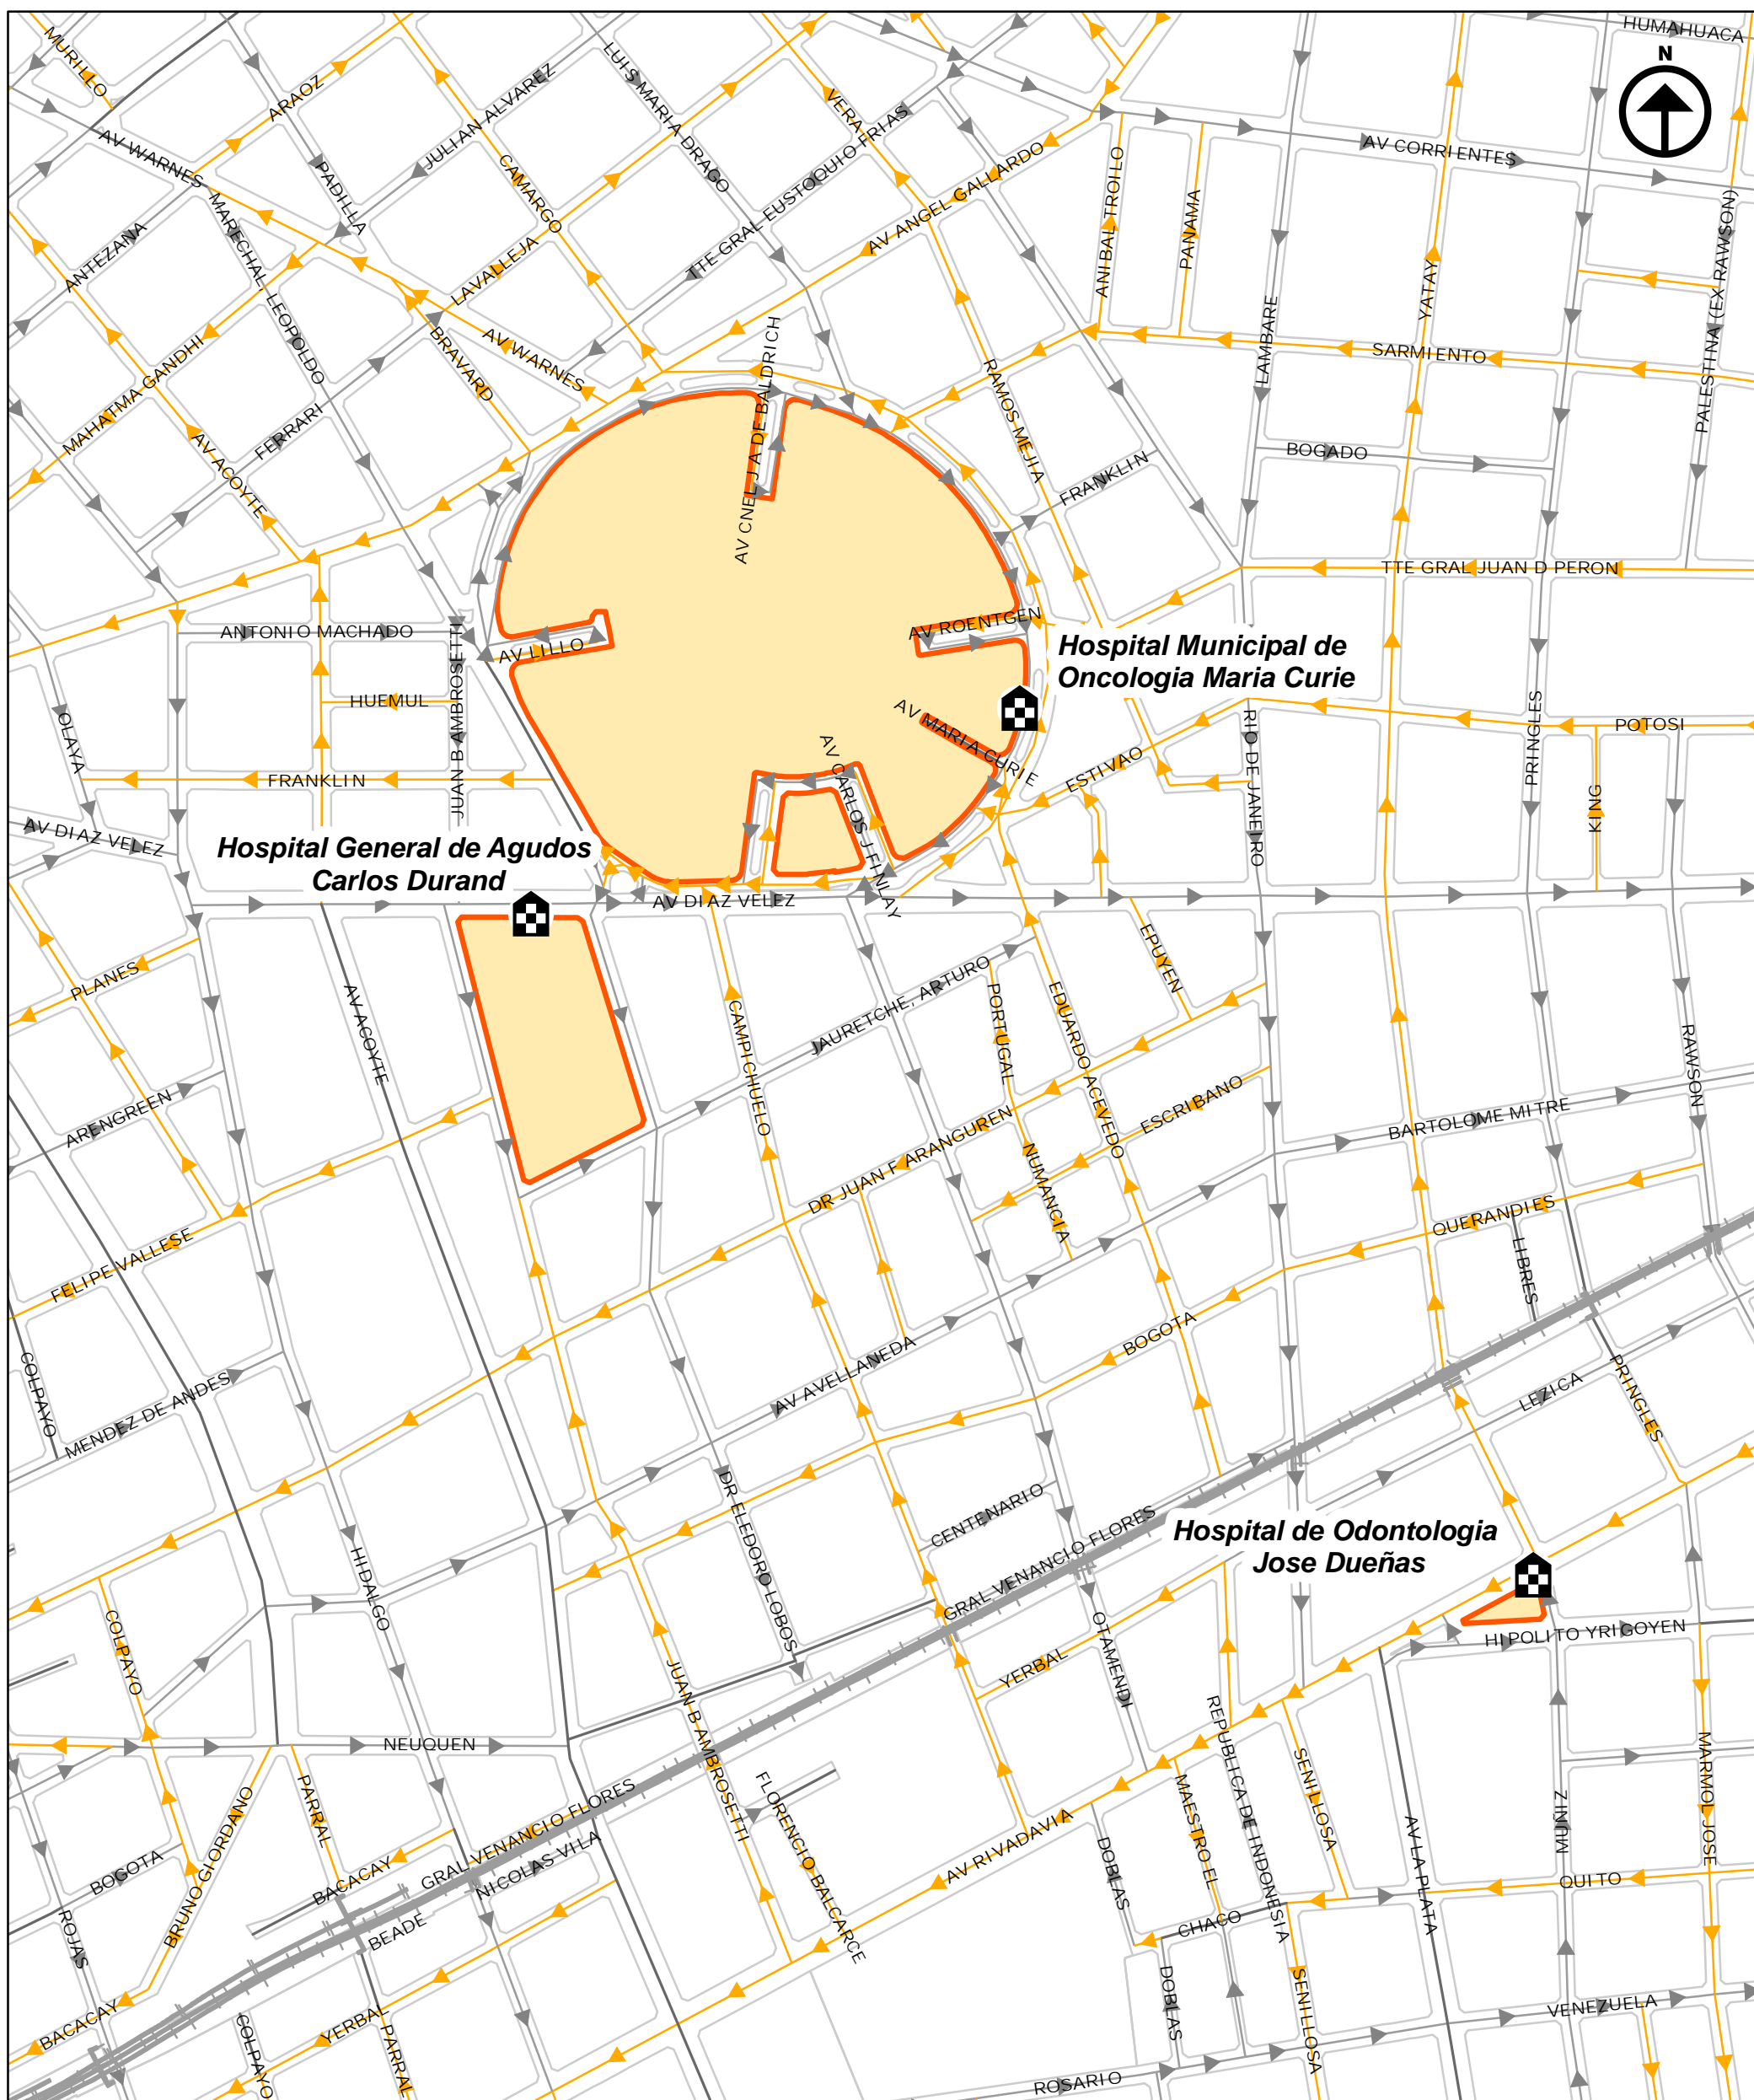 HUMAHUACA
N
MURILLO
ARAOZ
LUIS MARIA DRAGO
VERA
AV WARNES
PADILLA
JULIAN ALVAREZ
CAMARGO
TTE GRAL EUSTOQUIO FRIAS
AV ANGEL GALLARDO
ANIBAL TROILO
PANAMA
AV CORRIENTES
ANTEZANA
MARECHAL, LEOPOLDO
LAVALLEJA
AV WARNES
BRAVARD
MAHATMA GANDHI
FERRARI
AV ACOYTE
AV CNEL J A DE BALDRICH
RAMOS MEJIA
FRANKLIN
LAMBARE
YATAY
SARMIENTO
PALESTINA (EX RAWSON)
BOGADO
TTE GRAL JUAN D PERON
ANTONIO MACHADO
HUEMUL
JUAN B AMBROSETTI
AV LILLO
AV ROENTGEN
Hospital Municipal de
Oncologia Maria Curie
AV MARIA CURIE
AV CARLOS J FINLAY
ESTIVAO
RIO DE JANEIRO
PRINGLES
POTOSI
KING
OLAYA
FRANKLIN
AV DIAZ VELEZ
Hospital General de Agudos
Carlos Durand
AV DIAZ VELEZ
PLANES
AV ACOYTE
CAMPICHUELO
JAURETCHE, ARTURO
PORTUGAL
EDUARDO ACEVEDO
EPUYEN
RAWSON
ARENGREEN
DR JUAN F ARANGUREN
NUMANCIA
ESCRIBANO
BARTOLOME MITRE
QUERANDIES
LIBRES
FELIPE VALLESE
COLPAYO
MENDEZ DE ANDES
AV AVELLANEDA
BOGOTA
LEZICA
PRINGLES
HIDALGO
DR ELEDORO LOBOS
CENTENARIO
GRAL VENANCIO FLORES
Hospital de Odontologia
Jose Dueñas
HIPOLITO YRIGOYEN
COLPAYO
JUAN B AMBROSETTI
YERBAL
OTAMENDI
NEUQUEN
PARRAL
BRUNO GIORDANO
BOGOTA
ROJAS
BACACAY
GRAL VENANCIO FLORES
NICOLAS VILA
BEADE
FLORENCIO BALCARCE
AV RIVADAVIA
DOBLAS
MAESTRO EL
REPUBLICA DE INDONESIA
SENILLOSA
AV LA PLATA
MUÑIZ
MARMOL JOSE
QUITO
CHACO
DOBLAS
SENILLOSA
VENEZUELA
BACACAY
COLPAYO
YERBAL
PARRAL
ROSARIO